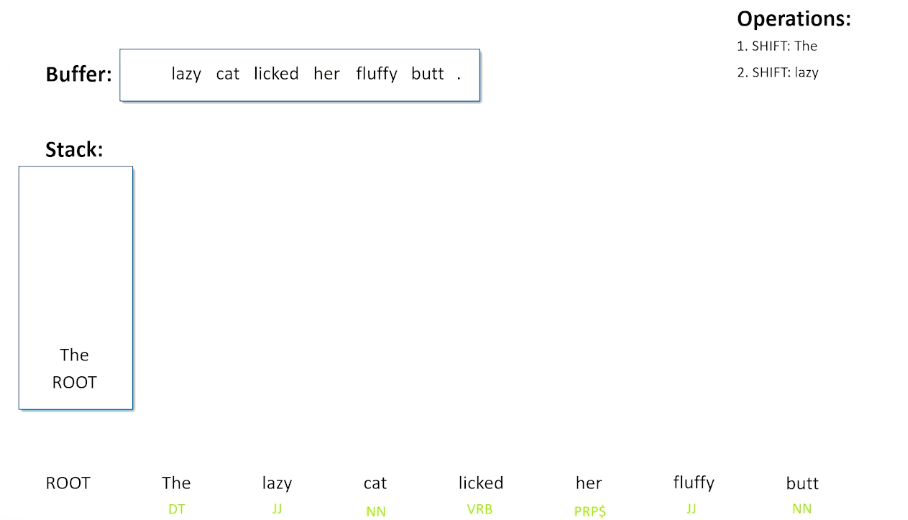 Operations:
1. SHIFT: The
2. SHIFT: lazy
Buffer: lazy cat licked her fluffy butt .
Stack:
The
ROOT
ROOT The lazy cat licked her fluffy butt
DT JJ NN VRB PRP$ JJ NN